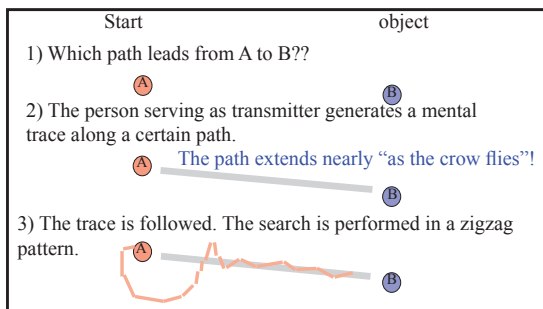 Start object
1) Which path leads from A to B??
A B
2) The person serving as transmitter generates a mental
trace along a certain path.
The path extends nearly “as the crow flies”!
A
B
3) The trace is followed. The search is performed in a zigzag
pattern.
A
B